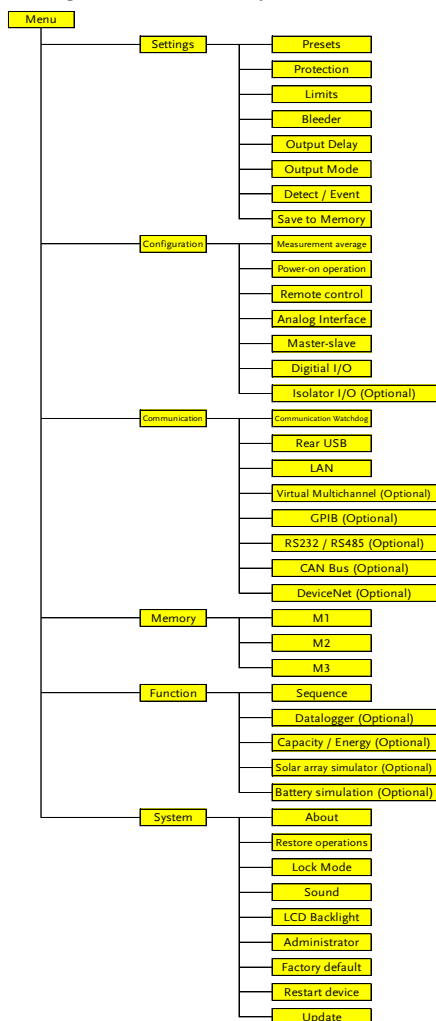 Menu
Settings
Presets
Protection
Limits
Bleeder
Output Delay
Output Mode
Detect / Event
Save to Memory
Configuration
Measurement average
Power-on operation
Remote control
Analog Interface
Master-slave
Digitial I/O
Isolator I/O (Optional)
Communication
Communication Watchdog
Rear USB
LAN
Virtual Multichannel (Optional)
GPIB (Optional)
RS232 / RS485 (Optional)
CAN Bus (Optional)
DeviceNet (Optional)
Memory
M1
M2
M3
Function
Sequence
Datalogger (Optional)
Capacity / Energy (Optional)
Solar array simulator (Optional)
Battery simulation (Optional)
System
About
Restore operations
Lock Mode
Sound
LCD Backlight
Administrator
Factory default
Restart device
Update